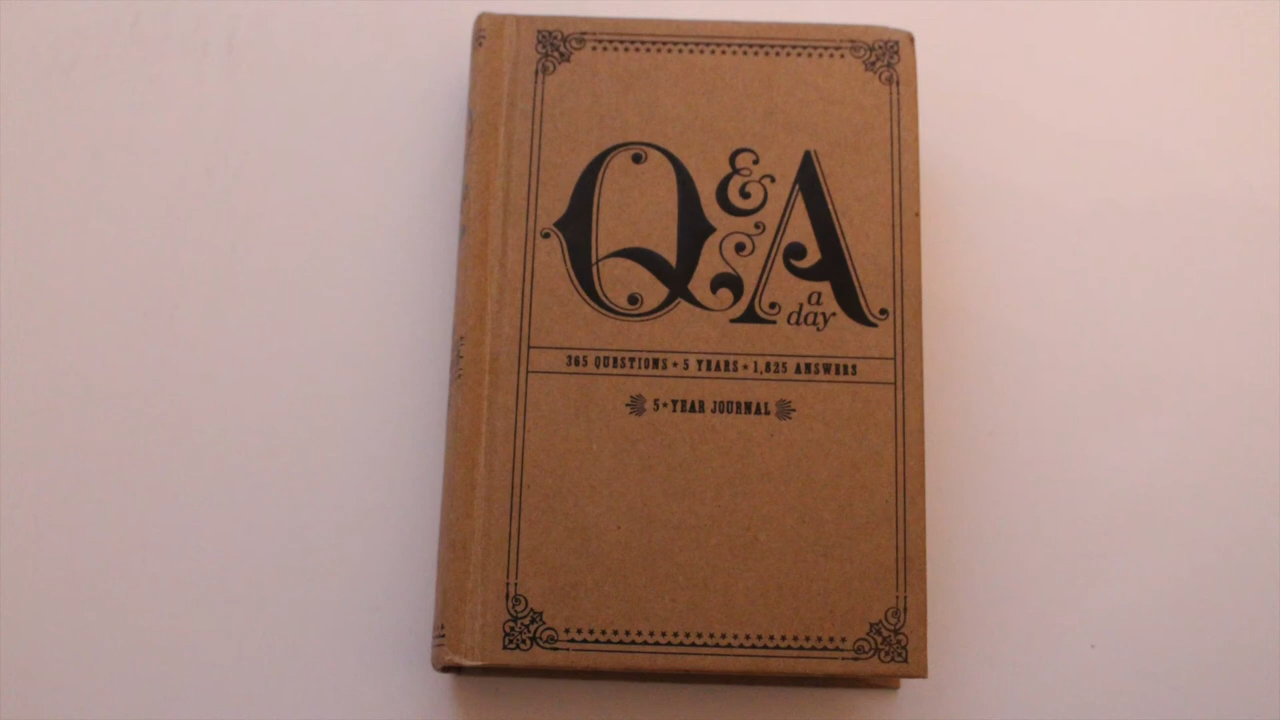 Q&A
a
day
365 QUESTIONS ★ 5 YEARS ★ 1,825 ANSWERS
5★YEAR JOURNAL